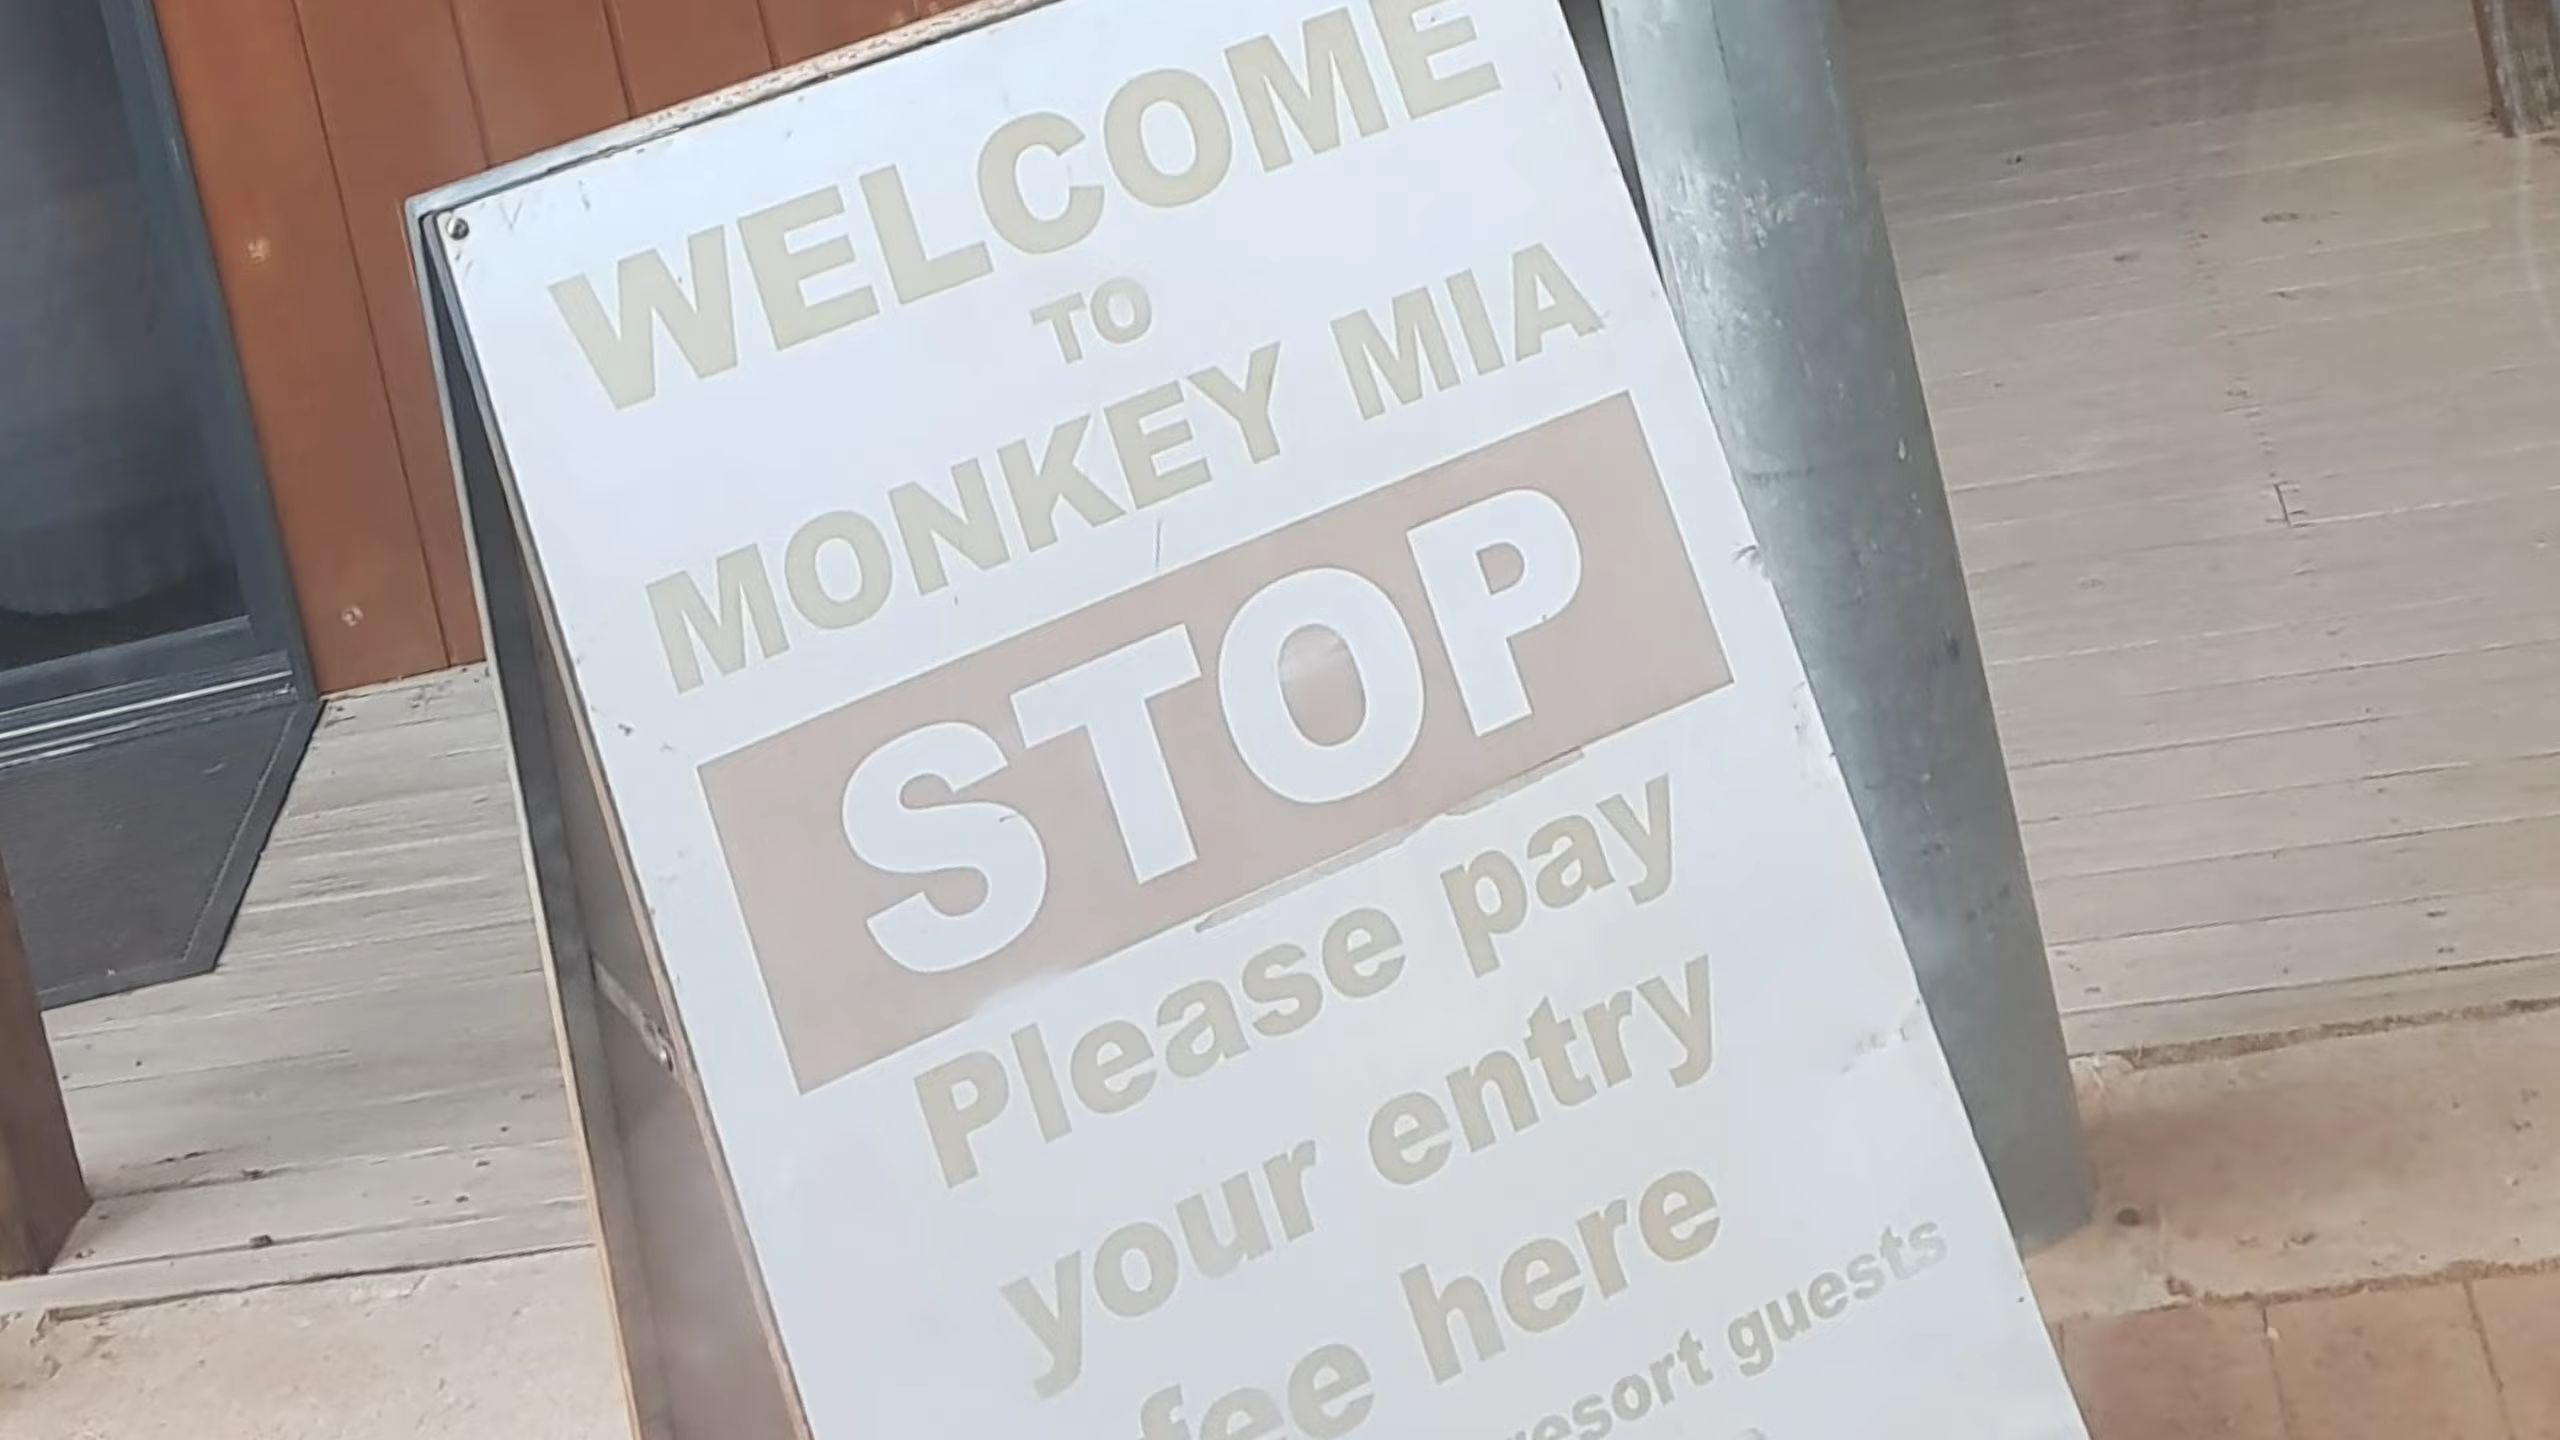 WELCOME
TO
MONKEY MIA
STOP
Please pay
your entry
fee here
resort guests